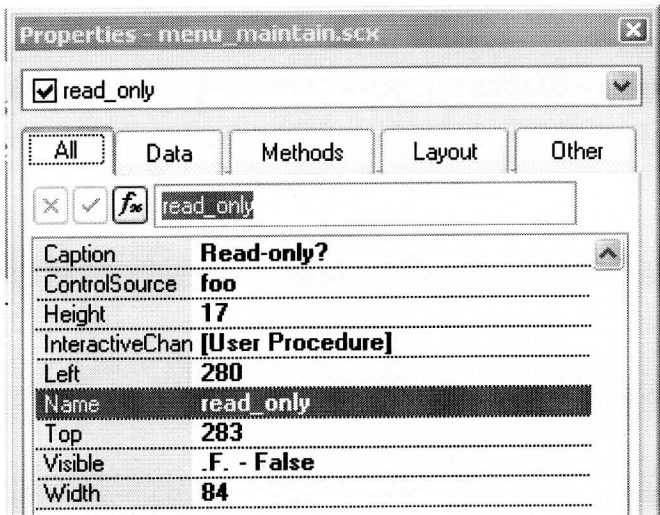 Properties - menu_maintain.scx
read_only
All Data Methods Layout Other
fx read_only
Caption Read-only?
ControlSource foo
Height 17
InteractiveChan [User Procedure]
Left 280
Name read_only
Top 283
Visible .F. - False
Width 84